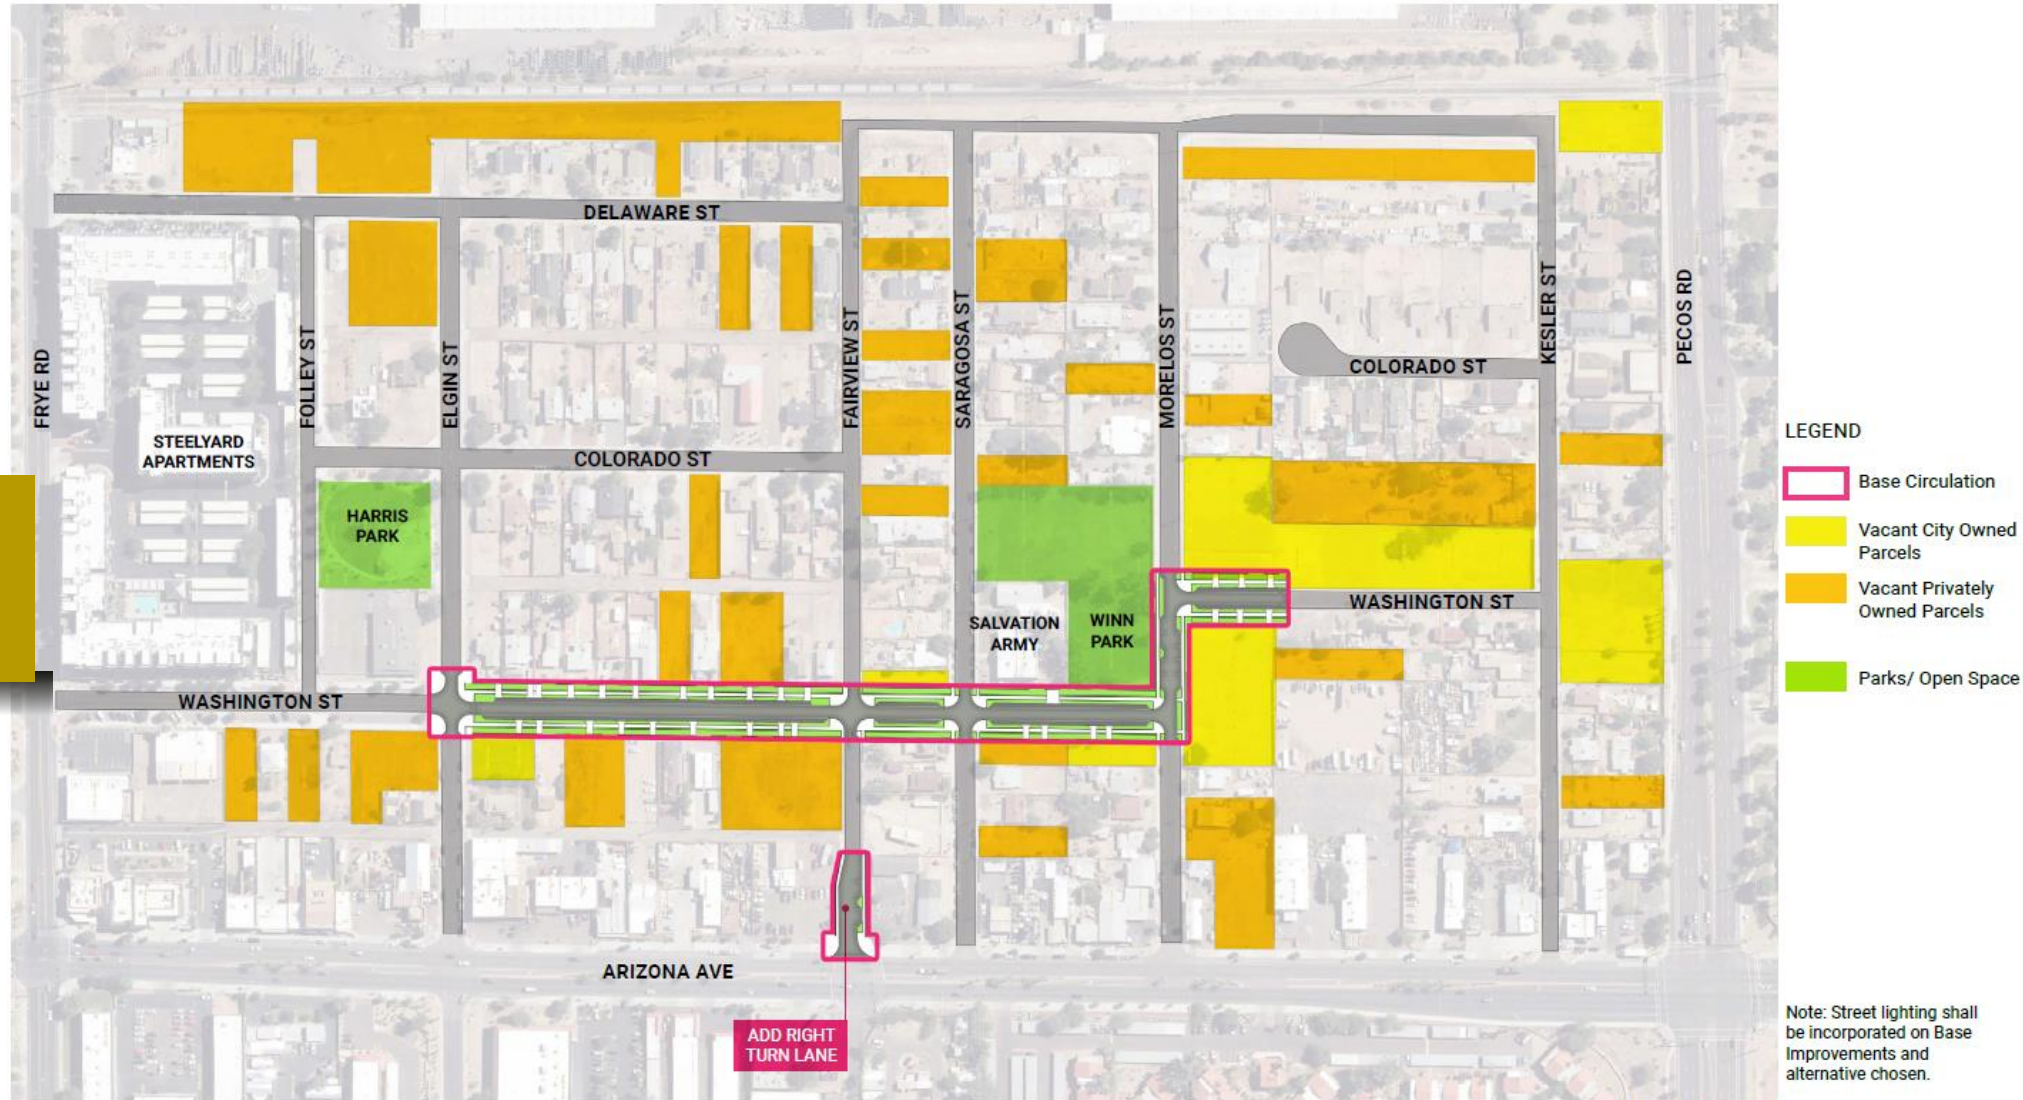 DELAWARE ST
FRYE RD
FOLLEY ST
ELGIN ST
FAIRVIEW ST
SARAGOSA ST
MORELOS ST
KESLER ST
PECOS RD
COLORADO ST
STEELYARD
APARTMENTS
COLORADO ST
HARRIS
PARK
SALVATION
ARMY
WINN
PARK
WASHINGTON ST
WASHINGTON ST
ARIZONA AVE
ADD RIGHT
TURN LANE
LEGEND
Base Circulation
Vacant City Owned
Parcels
Vacant Privately
Owned Parcels
Parks/ Open Space
Note: Street lighting shall
be incorporated on Base
Improvements and
alternative chosen.